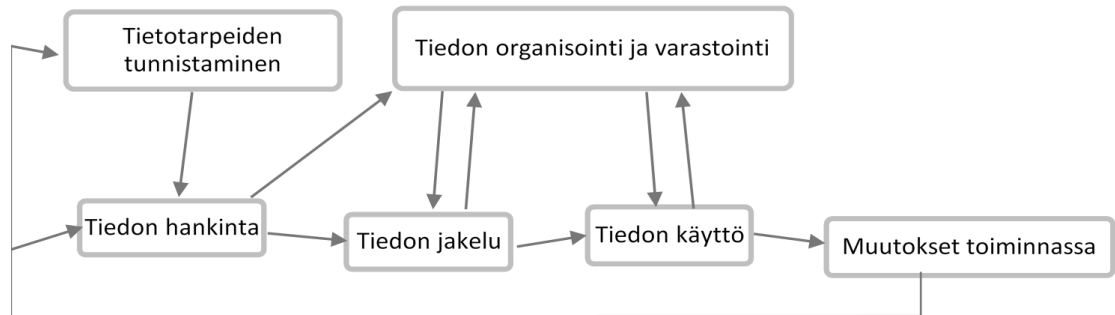 Tietotarpeiden
tunnistaminen
Tiedon organisointi ja varastointi
Tiedon hankinta
Tiedon jakelu
Tiedon käyttö
Muutokset toiminnassa